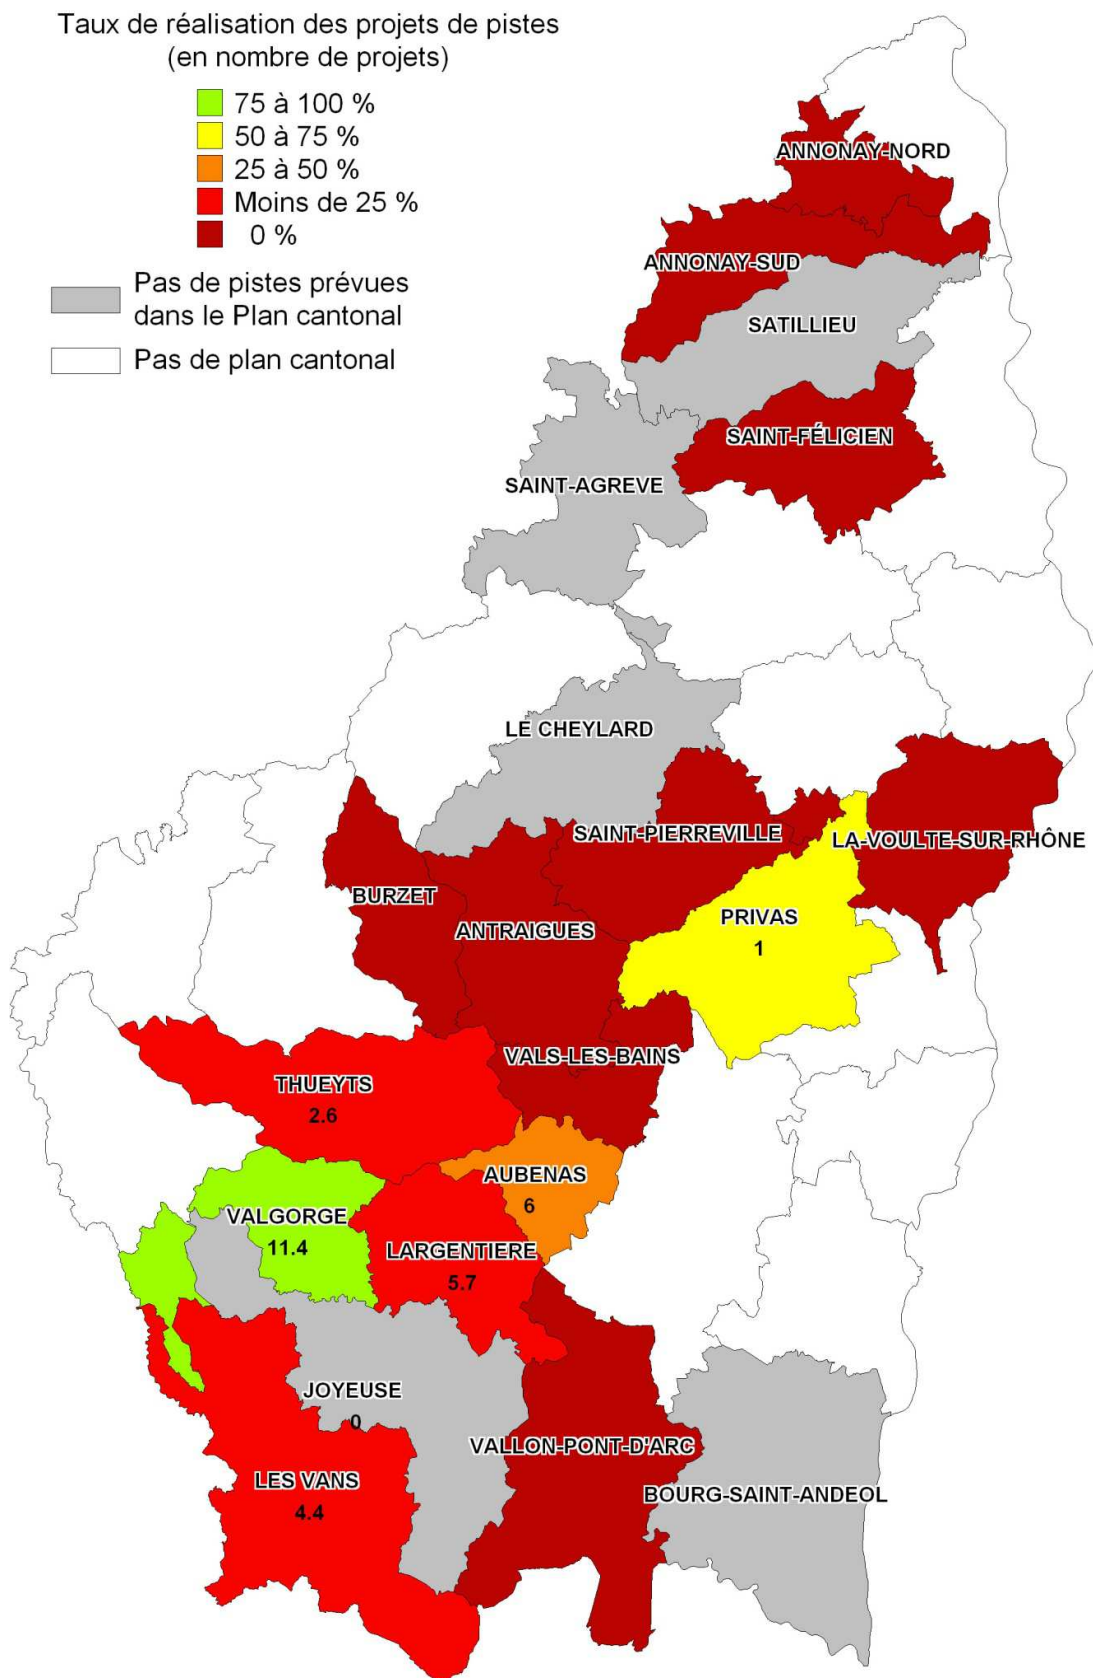 Taux de réalisation des projets de pistes
(en nombre de projets)
75 à 100 %
50 à 75 %
25 à 50 %
Moins de 25 %
0 %
Pas de pistes prévues
dans le Plan cantonal
Pas de plan cantonal
ANNONAY-NORD
ANNONAY-SUD
SATILLIEU
SAINT-FÉLICIEN
SAINT-AGREVE
LE CHEYLARD
SAINT-PIERREVILLE
LA-VOULTE-SUR-RHÔNE
BURZET
PRIVAS
1
ANTRAIGUES
VALS-LES-BAINS
THUEYTS
2.6
AUBENAS
6
VALGORGE
11.4
LARGENTIERE
5.7
JOYEUSE
0
VALLON-PONT-D'ARC
LES VANS
4.4
BOURG-SAINT-ANDEOL